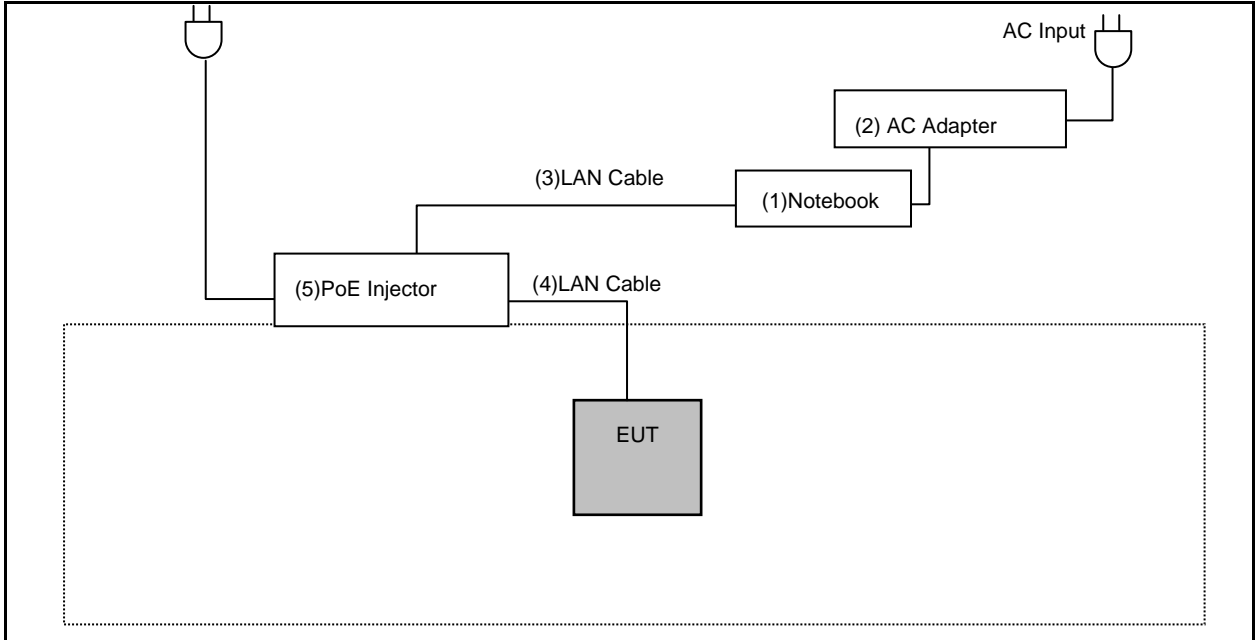 AC Input
(2) AC Adapter
(3)LAN Cable
(1)Notebook
(5)PoE Injector
(4)LAN Cable
EUT